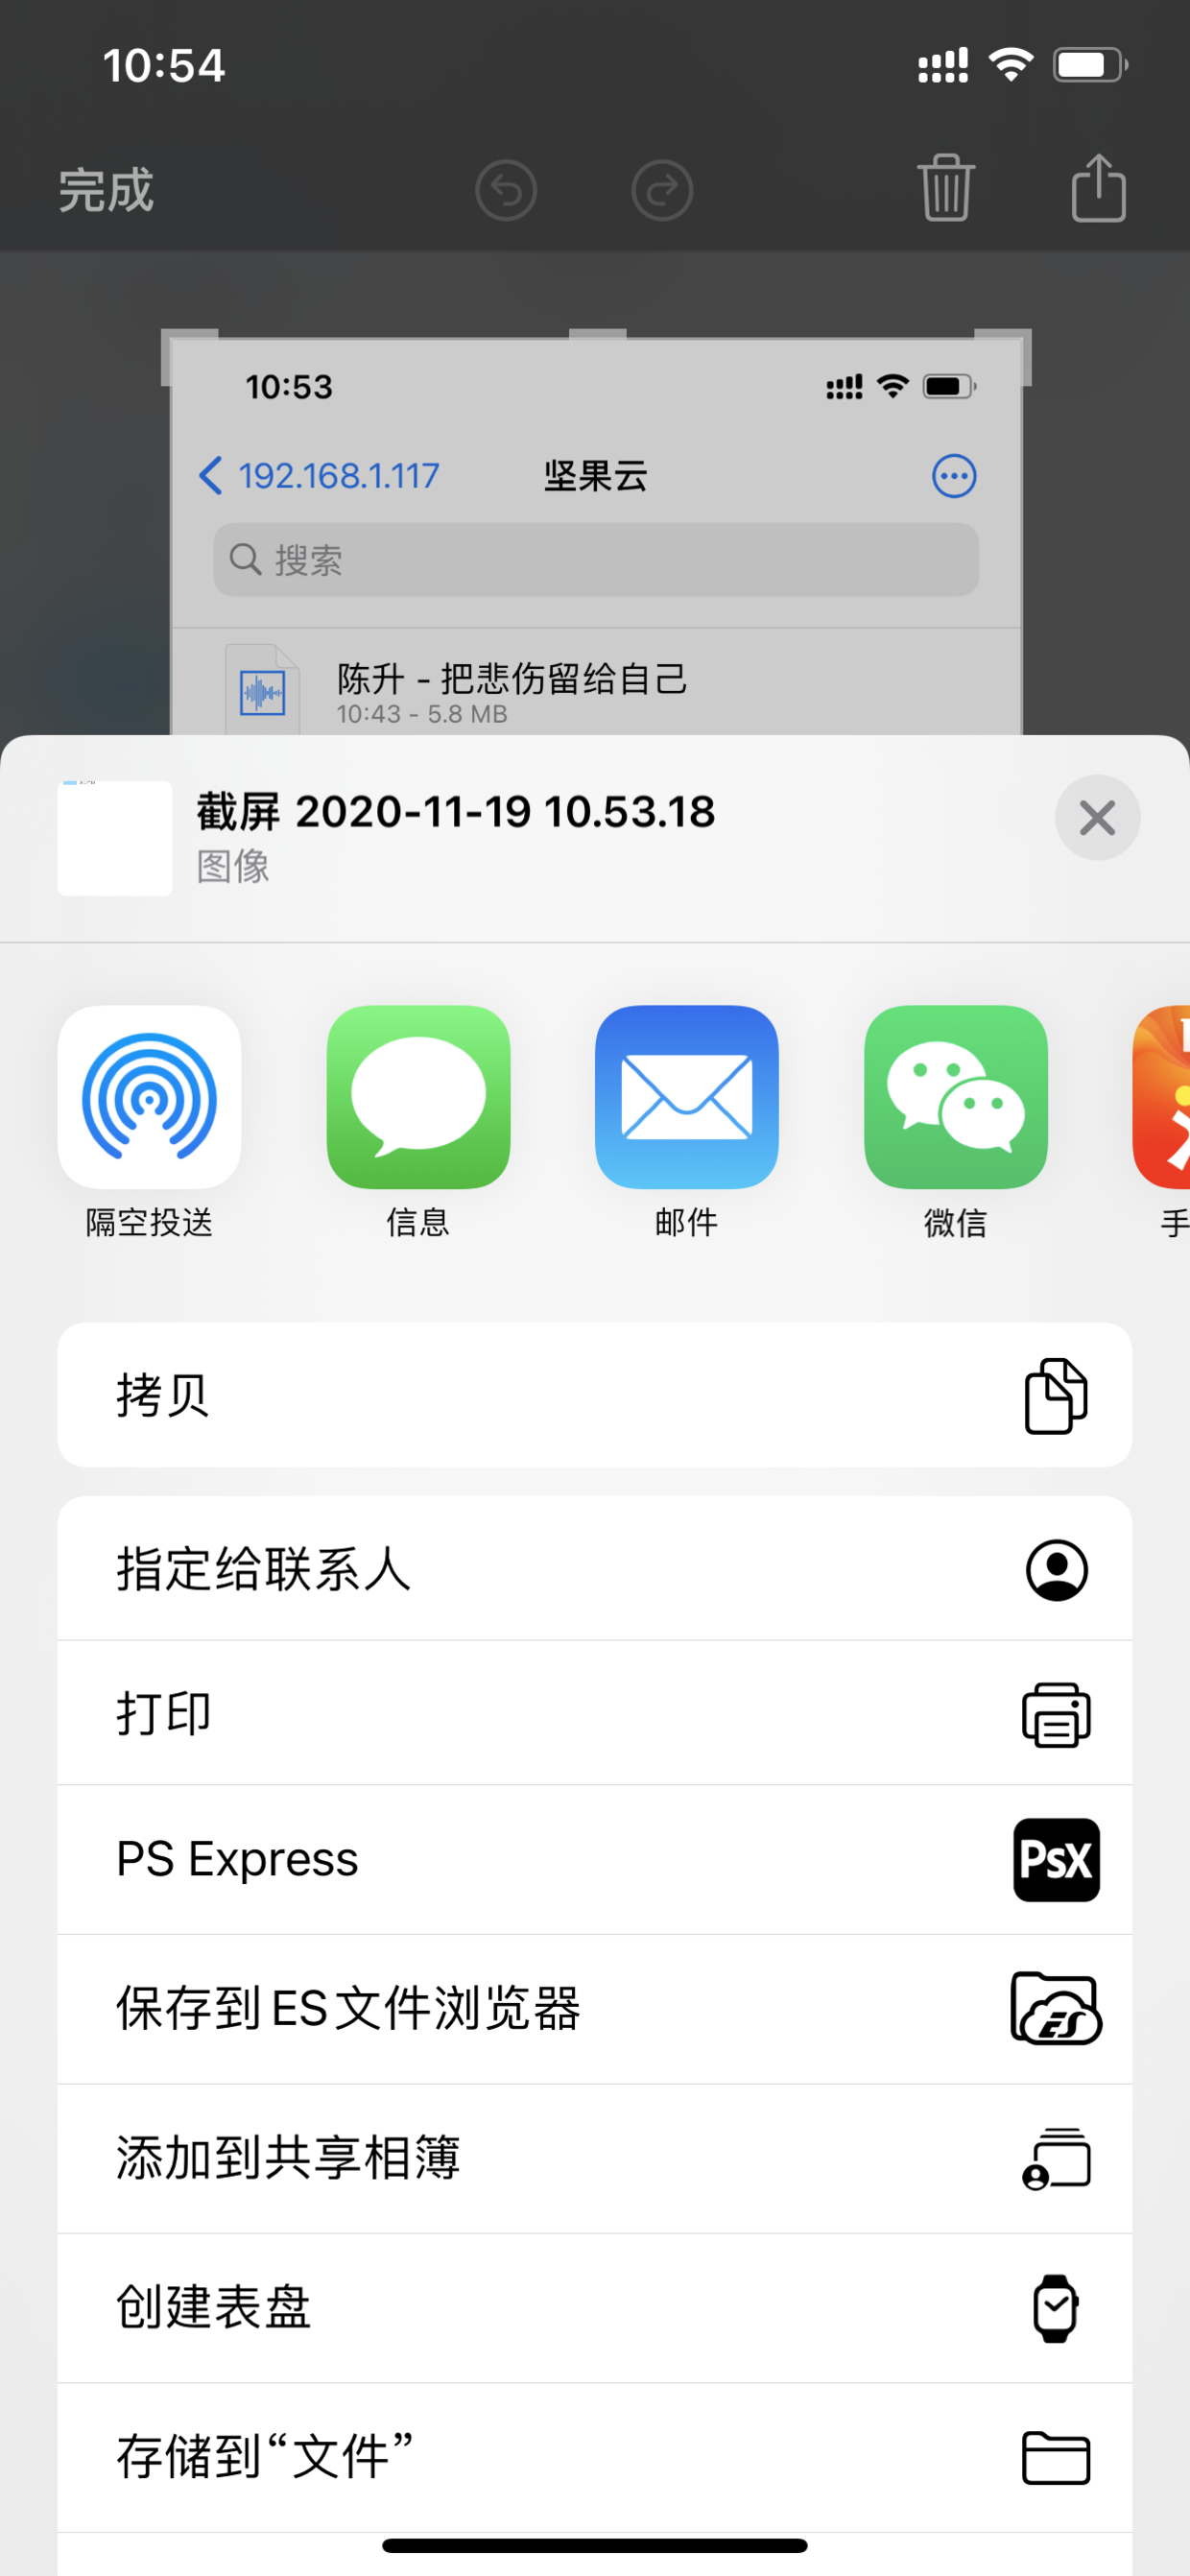 10:54
完成
10:53
192.168.1.117
坚果云
搜索
陈升 - 把悲伤留给自己
10:43 - 5.8 MB
截屏 2020-11-19 10.53.18
图像
隔空投送
信息
邮件
微信
手
拷贝
指定给联系人
打印
PS Express
PsX
保存到ES文件浏览器
ES
添加到共享相簿
创建表盘
存储到“文件”